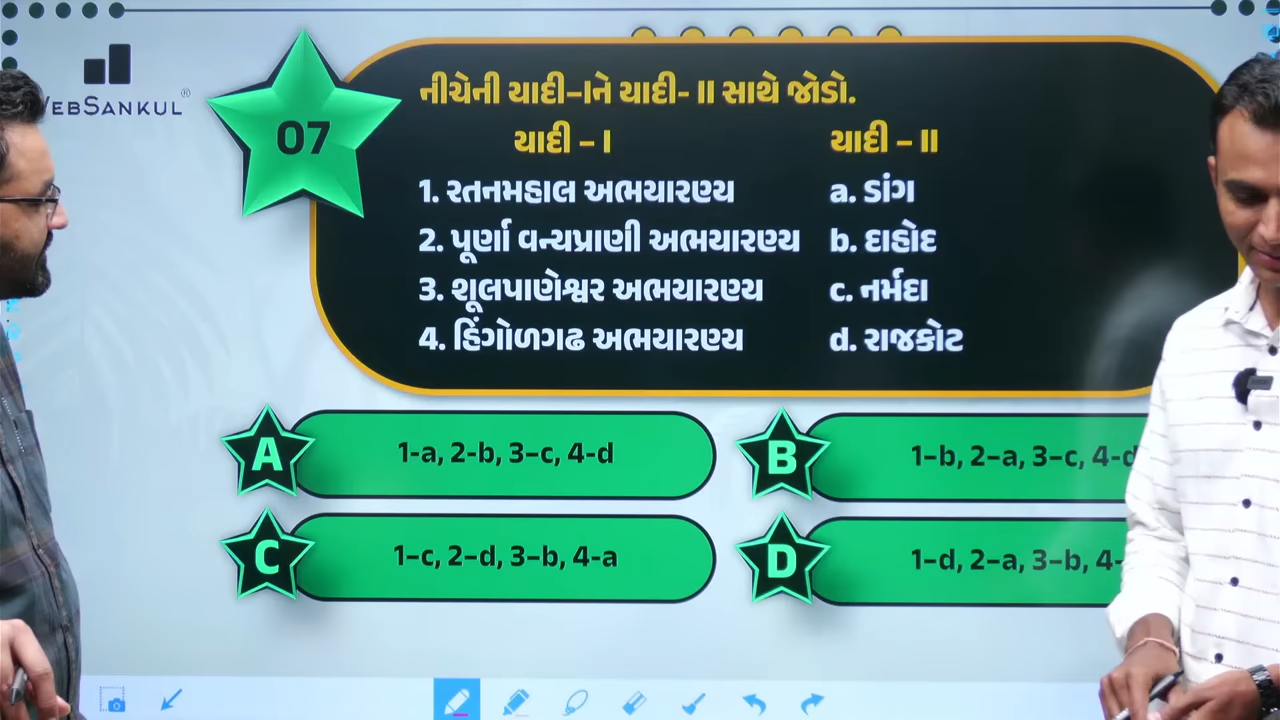 WEBSANKUL®
07
નીચેની યાદી–Iને યાદી- II સાથે જોડો.
યાદી – I યાદી – II
1. રતનમહાલ અભયારણ્ય a. ડાંગ
2. પૂર્ણા વન્યપ્રાણી અભયારણ્ય b. દાહોદ
3. શૂલપાણેશ્વર અભયારણ્ય c. નર્મદા
4. હિંગોળગઢ અભયારણ્ય d. રાજકોટ
A 1-a, 2-b, 3–c, 4-d
B 1–b, 2–a, 3–c, 4-d
C 1–c, 2–d, 3–b, 4-a
D 1–d, 2–a, 3–b, 4-